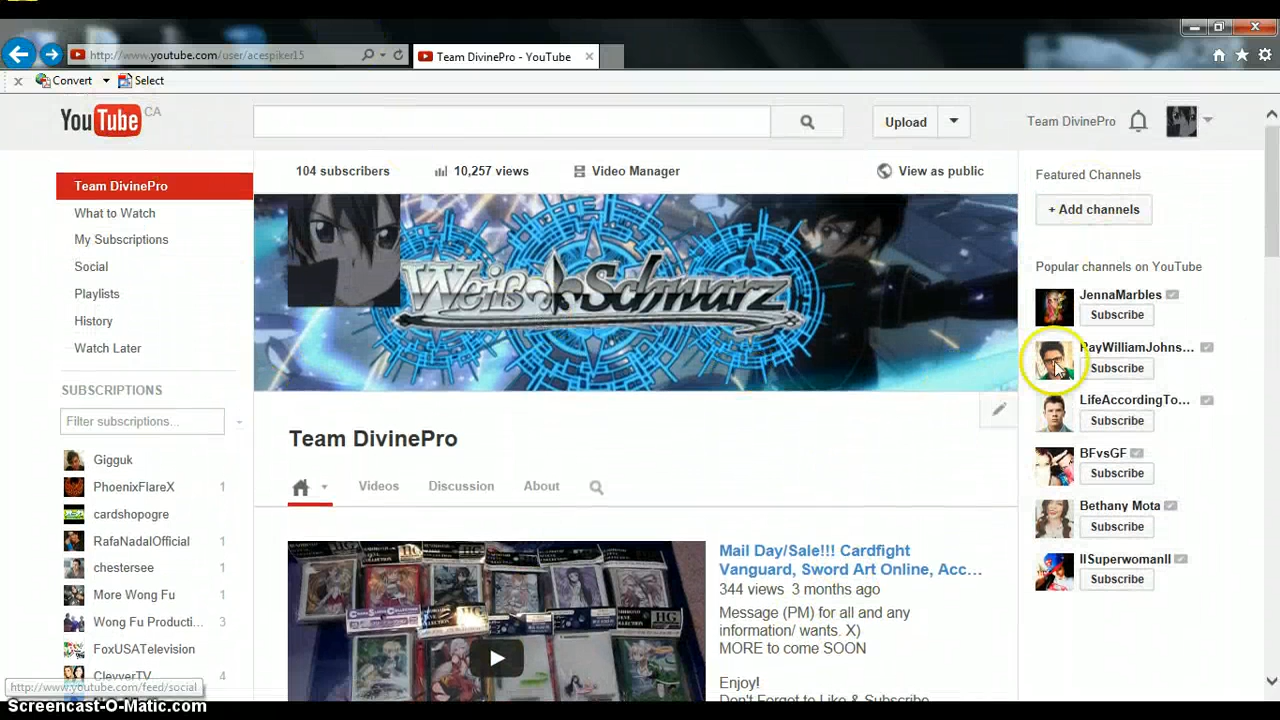 http://www.youtube.com/user/acespiker15
Team DivinePro - YouTube
x Convert Select
YouTube CA
Upload
Team DivinePro
104 subscribers 10,257 views Video Manager View as public
Team DivinePro
What to Watch
My Subscriptions
Social
Playlists
History
Watch Later
SUBSCRIPTIONS
Filter subscriptions...
Gigguk
PhoenixFlareX 1
cardshopogre
RafaNadalOfficial 1
chestersee 1
More Wong Fu 1
Wong Fu Producti... 3
FoxUSATelevision
ClevverTV 4
http://www.youtube.com/feed/social
Weiß Schwarz
Team DivinePro
Videos Discussion About
Mail Day/Sale!!! Cardfight
Vanguard, Sword Art Online, Acc...
344 views 3 months ago
Message (PM) for all and any
information/ wants. X)
MORE to come SOON
Enjoy!
Don't Forget to Like & Subscribe
Featured Channels
+ Add channels
Popular channels on YouTube
JennaMarbles
Subscribe
RayWilliamJohns...
Subscribe
LifeAccordingTo...
Subscribe
BFvsGF
Subscribe
Bethany Mota
Subscribe
IISuperwomanII
Subscribe
Screencast-O-Matic.com